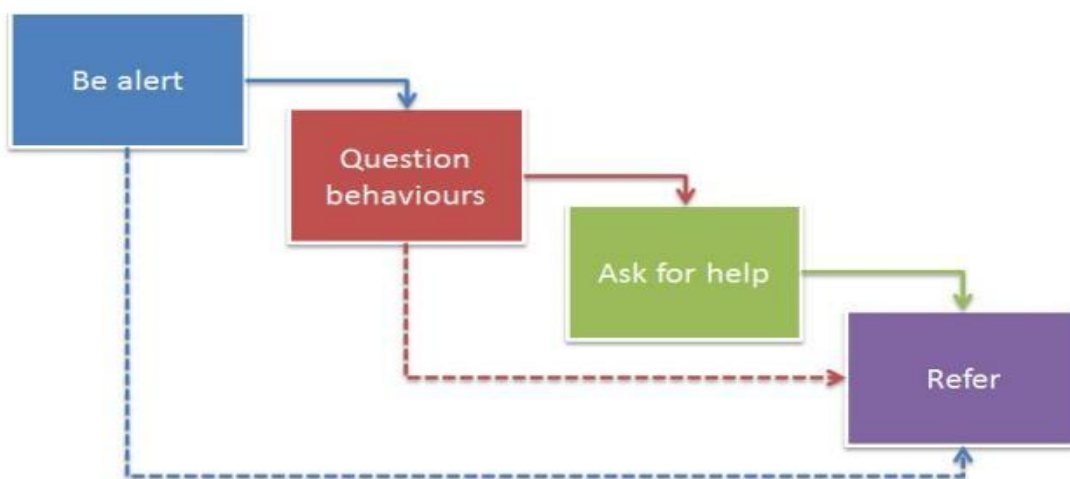 Be alert
Question
behaviours
Ask for help
Refer